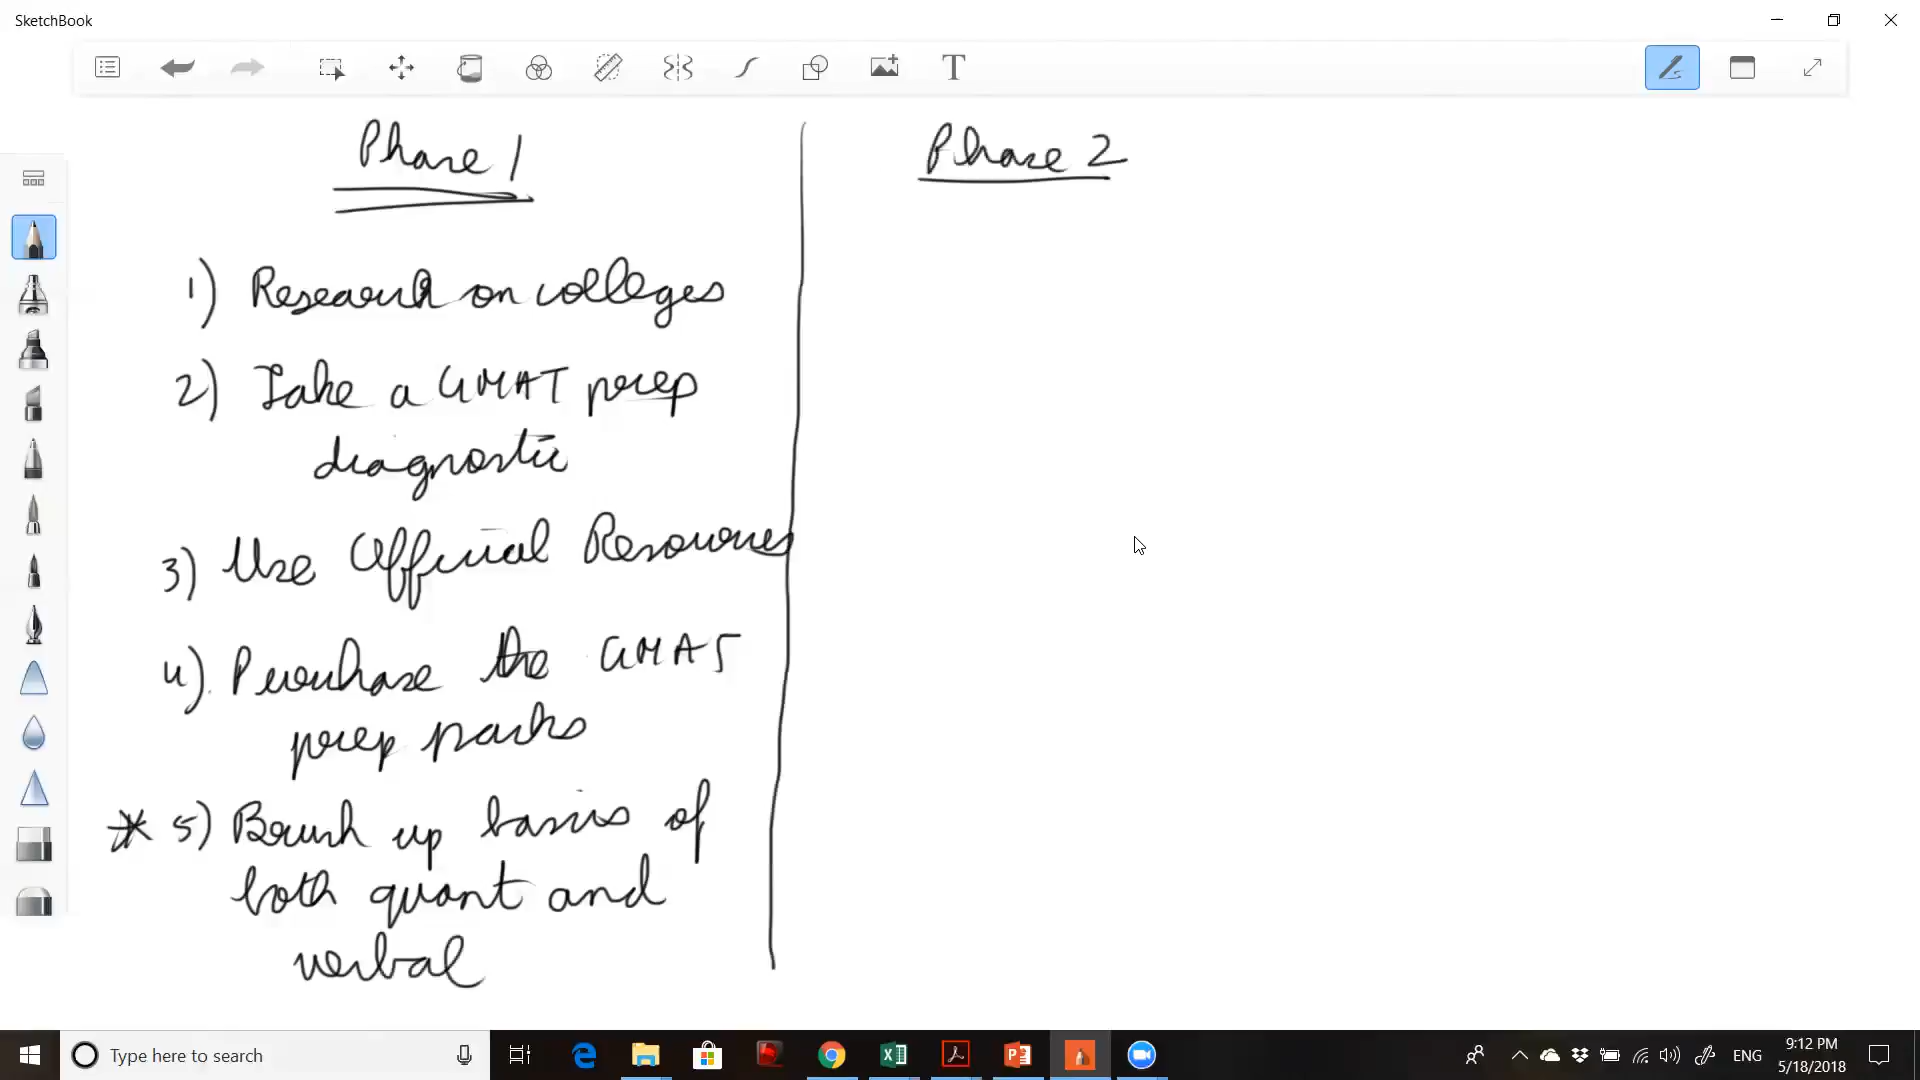 SketchBook
Phase 1
Phase 2
1) Research on colleges
2) Take a GMAT prep
diagnostic
3) Use Official Resources
4). Purchase the GMAT
prep packs
* 5) Brush up basics of
both quant and
verbal
Type here to search
ENG
9:12 PM
5/18/2018